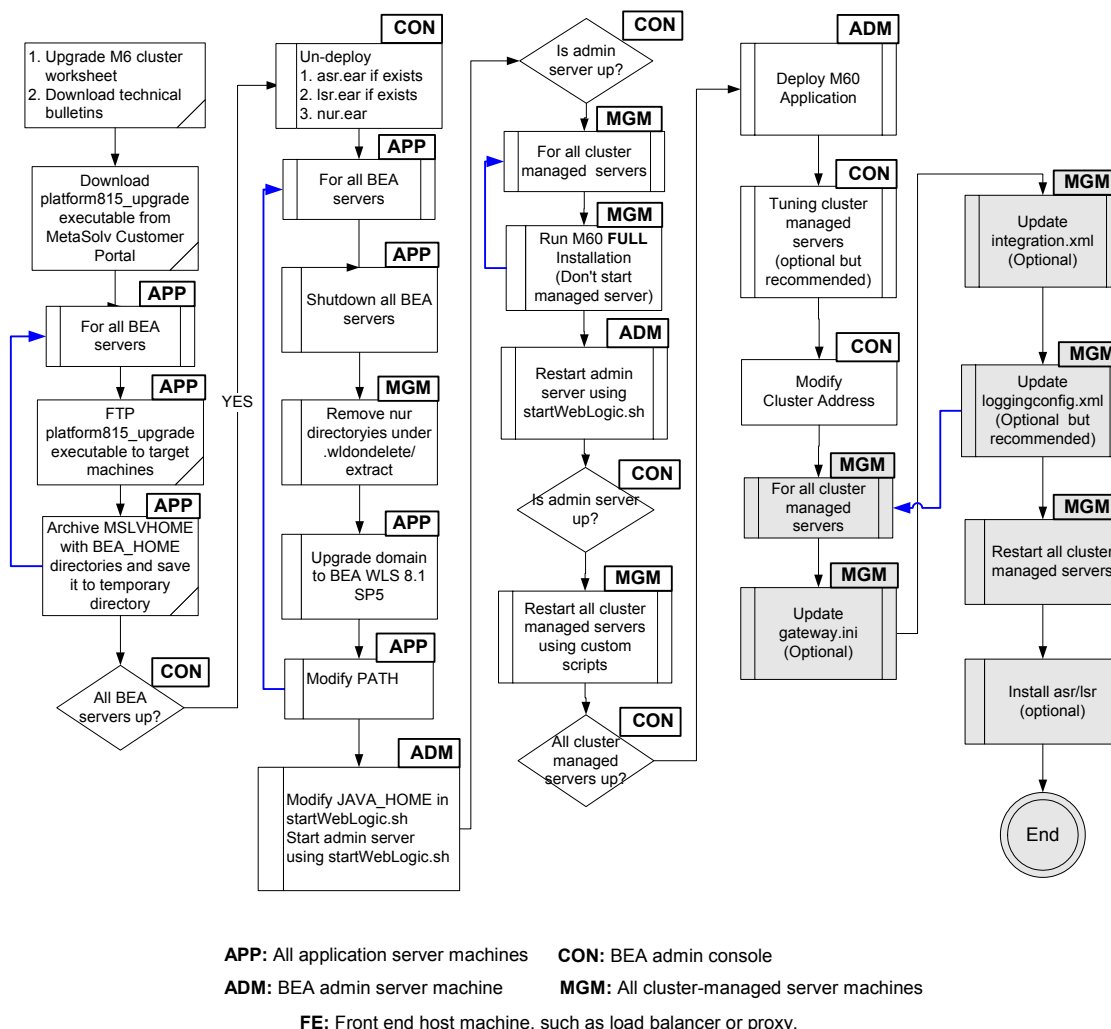 1. Upgrade M6 cluster
worksheet
2. Download technical
bulletins
Download
platform815_upgrade
executable from
MetaSolv Customer
Portal
APP
For all BEA
servers
APP
FTP
platform815_upgrade
executable to target
machines
APP
Archive MSLVHOME
with BEA_HOME
directories and save
it to temporary
directory
CON
All BEA
servers up?
YES
CON
Un-deploy
1. asr.ear if exists
2. lsr.ear if exists
3. nur.ear
APP
For all BEA
servers
APP
Shutdown all BEA
servers
MGM
Remove nur
directoryies under
.wldondelete/
extract
APP
Upgrade domain
to BEA WLS 8.1
SP5
APP
Modify PATH
ADM
Modify JAVA_HOME in
startWebLogic.sh
Start admin server
using startWebLogic.sh
CON
Is admin
server up?
MGM
For all cluster
managed servers
MGM
Run M60 FULL
Installation
(Don't start
managed server)
ADM
Restart admin
server using
startWebLogic.sh
CON
Is admin server
up?
MGM
Restart all cluster
managed servers
using custom
scripts
CON
All cluster
managed
servers up?
ADM
Deploy M60
Application
CON
Tuning cluster
managed
servers
(optional but
recommended)
CON
Modify
Cluster Address
MGM
For all cluster
managed
servers
MGM
Update
gateway.ini
(Optional)
MGM
Update
integration.xml
(Optional)
MGM
Update
loggingconfig.xml
(Optional but
recommended)
MGM
Restart all cluster
managed servers
Install asr/lsr
(optional)
End
APP: All application server machines CON: BEA admin console
ADM: BEA admin server machine MGM: All cluster-managed server machines
FE: Front end host machine, such as load balancer or proxy.